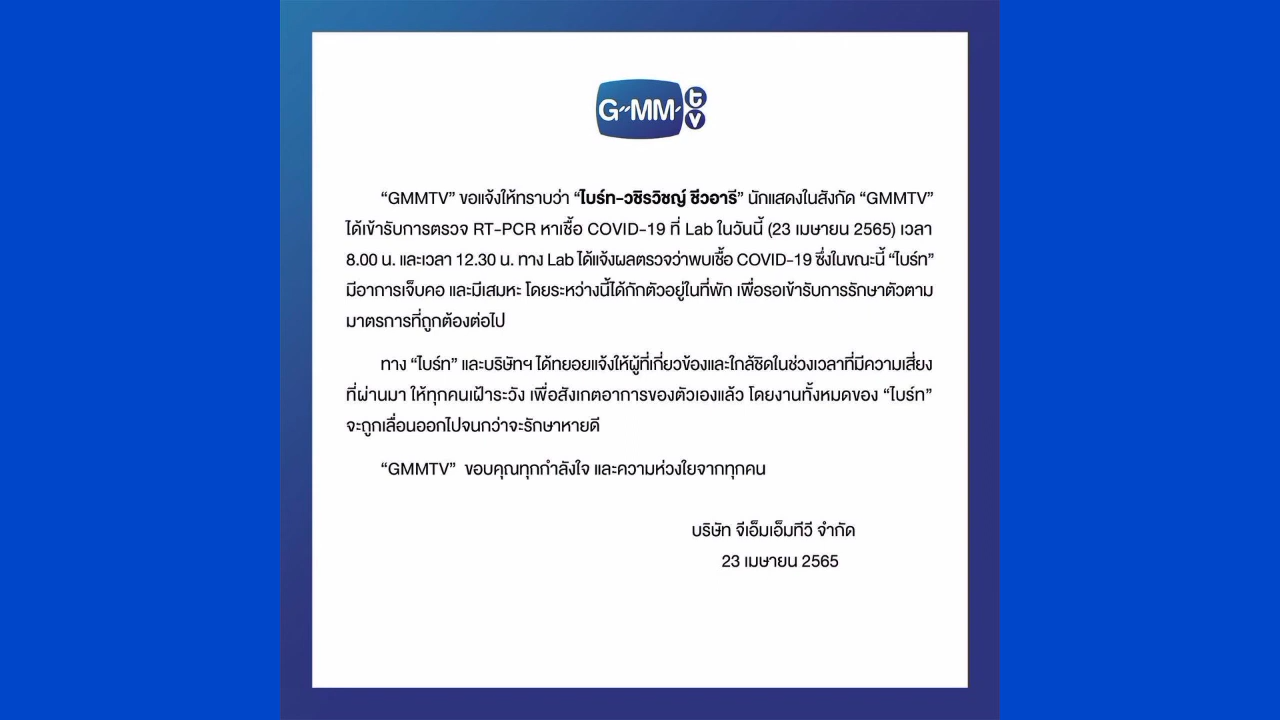 G-MM-tv
“GMMTV” ขอแจ้งให้ทราบว่า “ไบร์ท-วชิรวิชญ์ ชีวอารี” นักแสดงในสังกัด “GMMTV”
ได้เข้ารับการตรวจ RT-PCR หาเชื้อ COVID-19 ที่ Lab ในวันนี้ (23 เมษายน 2565) เวลา
8.00 น. และเวลา 12.30 น. ทาง Lab ได้แจ้งผลตรวจว่าพบเชื้อ COVID-19 ซึ่งในขณะนี้ “ไบร์ท”
มีอาการเจ็บคอ และมีเสมหะ โดยระหว่างนี้ได้กักตัวอยู่ในที่พัก เพื่อรอเข้ารับการรักษาตัวตาม
มาตรการที่ถูกต้องต่อไป
ทาง “ไบร์ท” และบริษัทฯ ได้ทยอยแจ้งให้ผู้ที่เกี่ยวข้องและใกล้ชิดในช่วงเวลาที่มีความเสี่ยง
ที่ผ่านมา ให้ทุกคนเฝ้าระวัง เพื่อสังเกตอาการของตัวเองแล้ว โดยงานทั้งหมดของ “ไบร์ท”
จะถูกเลื่อนออกไปจนกว่าจะรักษาหายดี
“GMMTV” ขอบคุณทุกกำลังใจ และความห่วงใยจากทุกคน
บริษัท จีเอ็มเอ็มทีวี จำกัด
23 เมษายน 2565